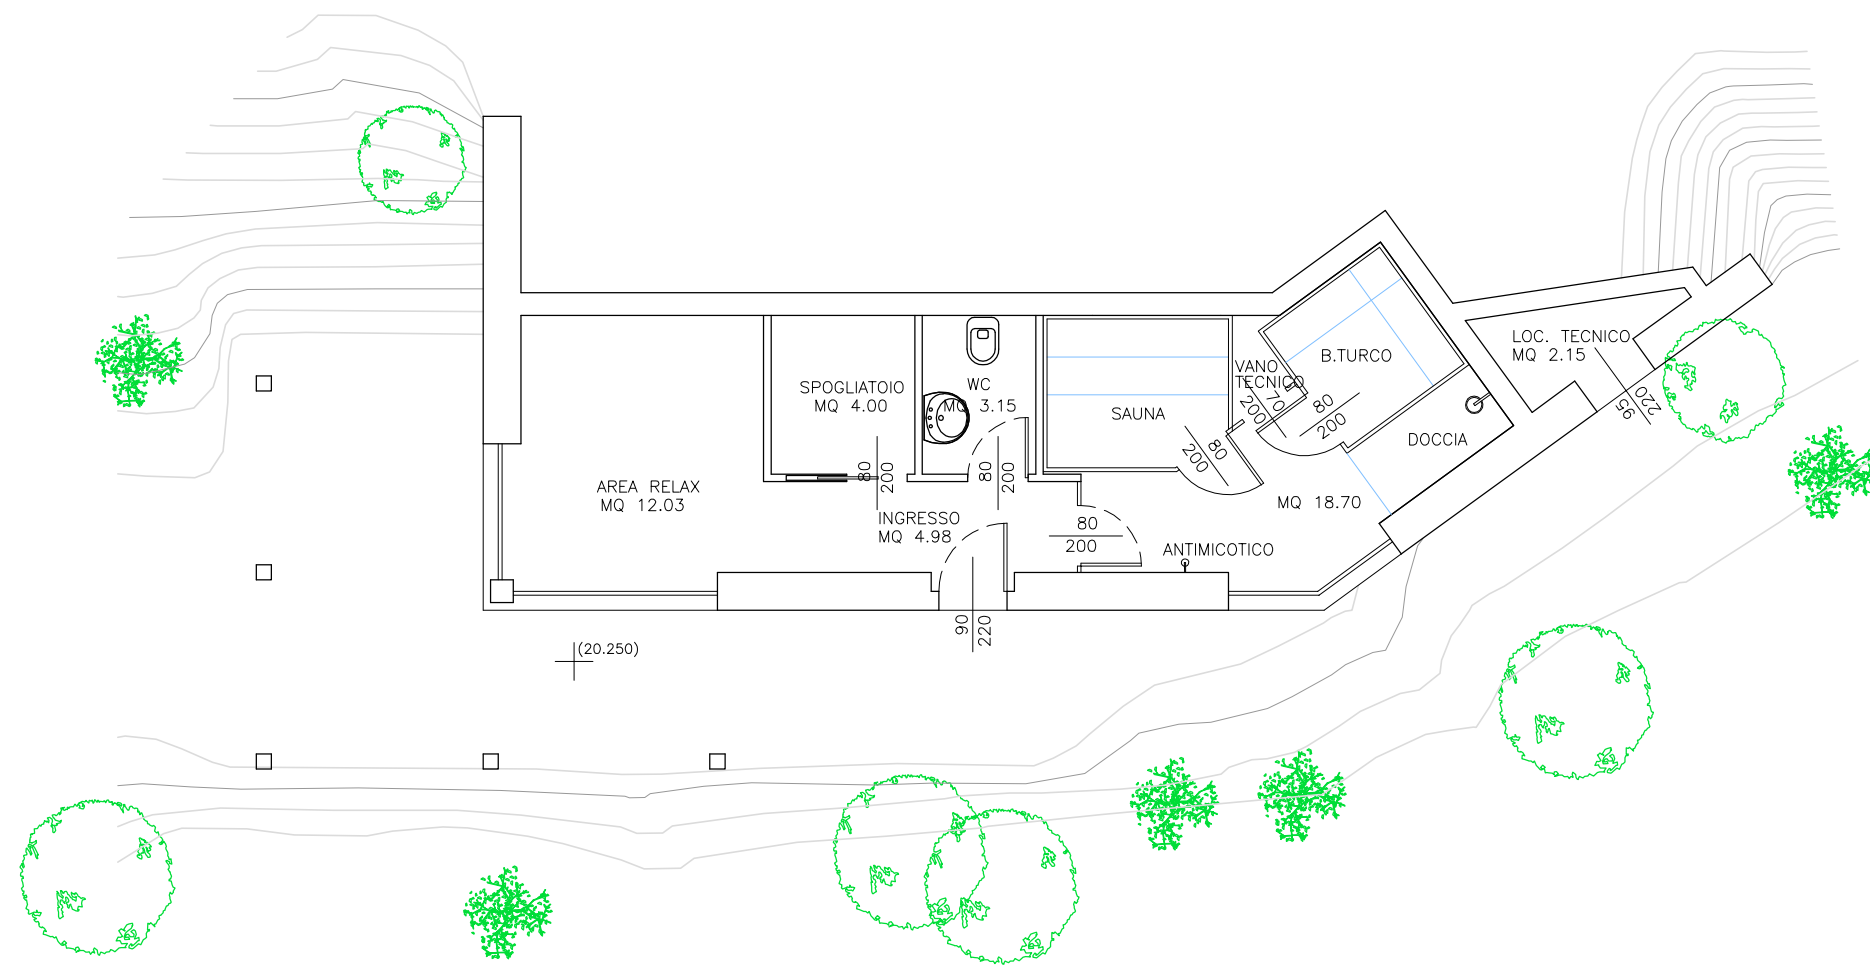 LOC. TECNICO
MQ 2.15
95
220
B.TURCO
VANO
TECNICO
70
200
80
200
DOCCIA
SPOGLIATOIO
MQ 4.00
WC
MQ 3.15
SAUNA
80
200
80
200
80
200
AREA RELAX
MQ 12.03
INGRESSO
MQ 4.98
MQ 18.70
80
200
ANTIMICOTICO
90
220
(20.250)